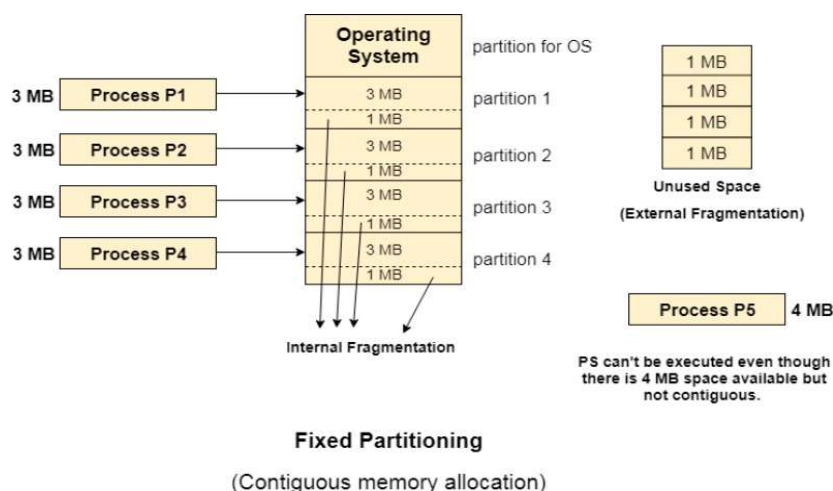 Operating
System
partition for OS
3 MB
Process P1
3 MB
1 MB
partition 1
3 MB
Process P2
3 MB
1 MB
partition 2
3 MB
Process P3
3 MB
1 MB
partition 3
3 MB
Process P4
3 MB
1 MB
partition 4
Internal Fragmentation
1 MB
1 MB
1 MB
1 MB
Unused Space
(External Fragmentation)
Process P5
4 MB
PS can't be executed even though
there is 4 MB space available but
not contiguous.
Fixed Partitioning
(Contiguous memory allocation)